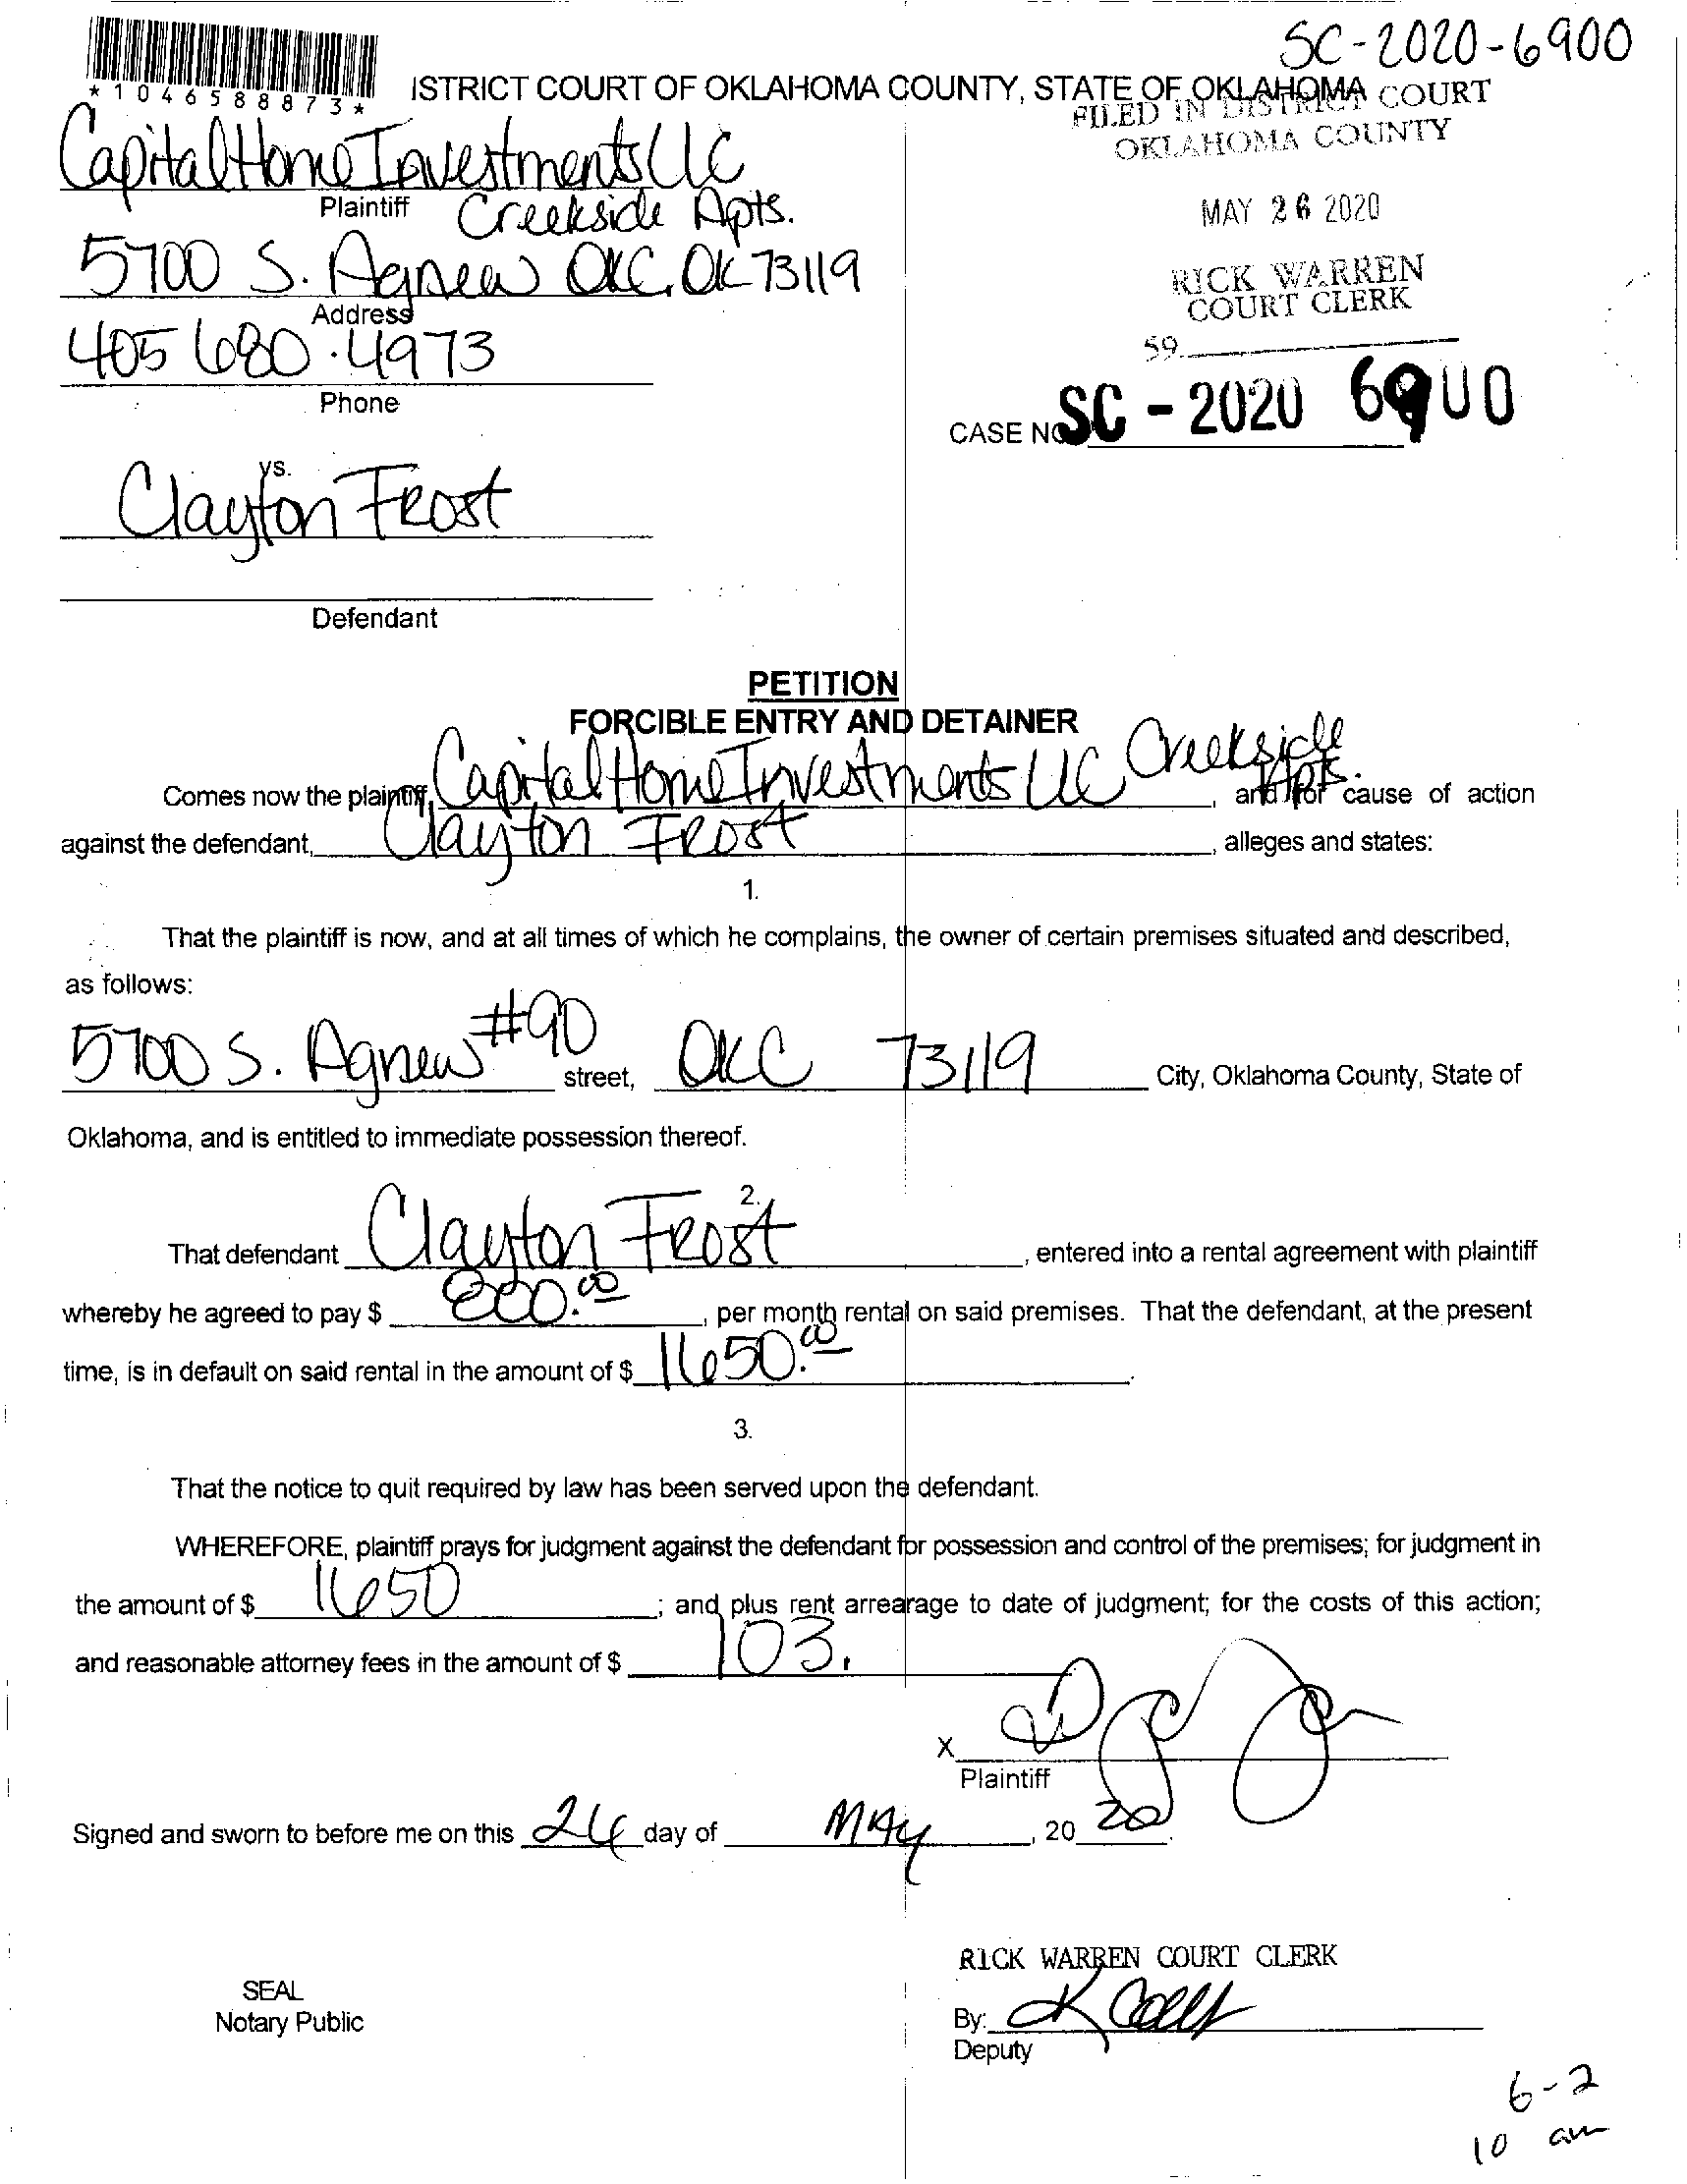 SC-2020-6900
*1046588873*
ISTRICT COURT OF OKLAHOMA COUNTY, STATE OF OKLAHOMA
FILED IN DISTRICT COURT
OKLAHOMA COUNTY
Capital Home Investments LLC
Plaintiff
Creekside Apts.
MAY 26 2020
5700 S. Agnew OKC, OK 73119
Address
RICK WARREN
COURT CLERK
405 680.4973
Phone
59
CASE NO SC - 2020 6900
vs.
Clayton Frost
Defendant
PETITION
FORCIBLE ENTRY AND DETAINER
Comes now the plaintiff, Capital Home Investments LLC, Creekside Apts. and for cause of action
against the defendant, Clayton Frost, alleges and states:
1.
That the plaintiff is now, and at all times of which he complains, the owner of certain premises situated and described,
as follows:
5700 S. Agnew #90 street, OKC 73119 City, Oklahoma County, State of
Oklahoma, and is entitled to immediate possession thereof.
2.
That defendant Clayton Frost, entered into a rental agreement with plaintiff
whereby he agreed to pay $ 800.00, per month rental on said premises. That the defendant, at the present
time, is in default on said rental in the amount of $ 1650.00.
3.
That the notice to quit required by law has been served upon the defendant.
WHEREFORE, plaintiff prays for judgment against the defendant for possession and control of the premises; for judgment in
the amount of $ 1650; and plus rent arrearage to date of judgment; for the costs of this action;
and reasonable attorney fees in the amount of $ 103.
X
Plaintiff
Signed and sworn to before me on this 26 day of MAY, 20 20.
RICK WARREN COURT CLERK
SEAL
Notary Public
By:
Deputy
6-2
10 am